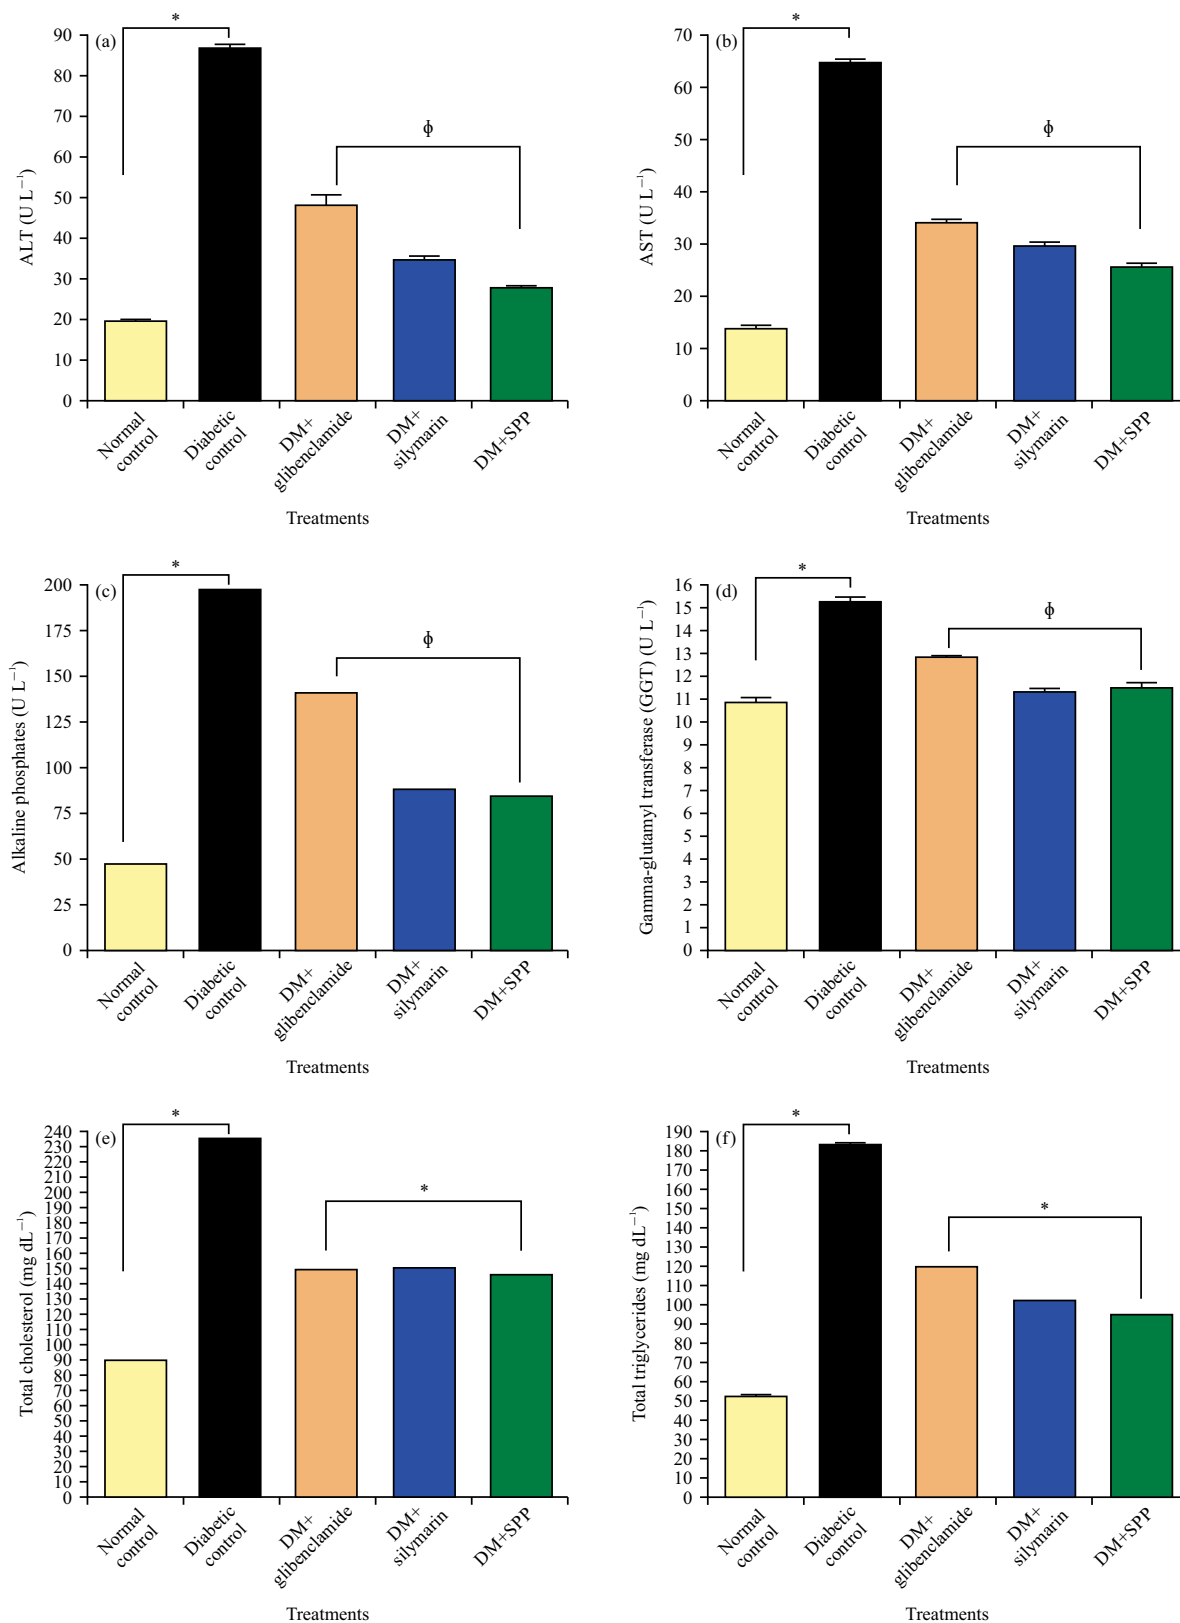 (a)
*
ϕ
ALT (U L⁻¹)
90
80
70
60
50
40
30
20
10
0
Normal control
Diabetic control
DM+ glibenclamide
DM+ silymarin
DM+SPP
Treatments
(b)
*
ϕ
AST (U L⁻¹)
70
60
50
40
30
20
10
0
Normal control
Diabetic control
DM+ glibenclamide
DM+ silymarin
DM+SPP
Treatments
(c)
*
ϕ
Alkaline phosphates (U L⁻¹)
200
175
150
125
100
75
50
25
0
Normal control
Diabetic control
DM+ glibenclamide
DM+ silymarin
DM+SPP
Treatments
(d)
*
ϕ
Gamma-glutamyl transferase (GGT) (U L⁻¹)
16
15
14
13
12
11
10
9
8
7
6
5
4
3
2
1
0
Normal control
Diabetic control
DM+ glibenclamide
DM+ silymarin
DM+SPP
Treatments
(e)
*
*
Total cholesterol (mg dL⁻¹)
240
230
220
210
200
190
180
170
160
150
140
130
120
110
100
90
80
70
60
50
40
30
20
10
0
Normal control
Diabetic control
DM+ glibenclamide
DM+ silymarin
DM+SPP
Treatments
(f)
*
*
Total triglycerides (mg dL⁻¹)
190
180
170
160
150
140
130
120
110
100
90
80
70
60
50
40
30
20
10
0
Normal control
Diabetic control
DM+ glibenclamide
DM+ silymarin
DM+SPP
Treatments